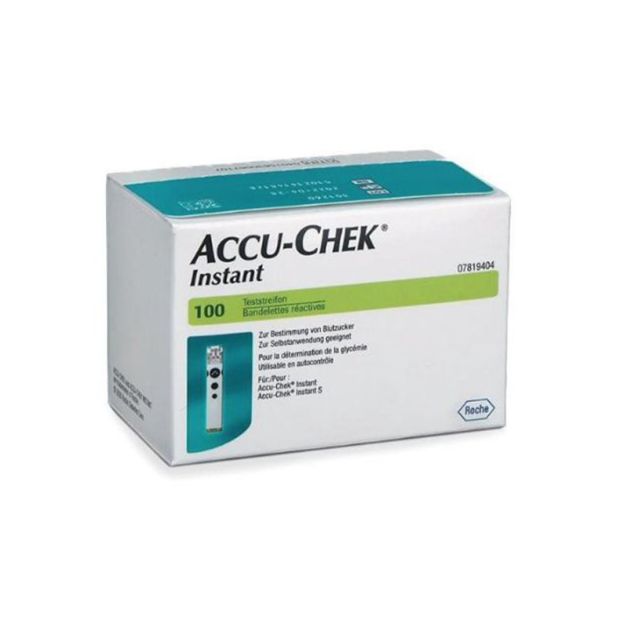 ACCU-CHEK®
Instant
07819404
100
Teststreifen
Bandelettes réactives
Zur Bestimmung von Blutzucker
Zur Selbstanwendung geeignet
Pour la détermination de la glycémie
Utilisable en autocontrôle
Für:/Pour :
Accu-Chek® Instant
Accu-Chek® Instant S
Roche